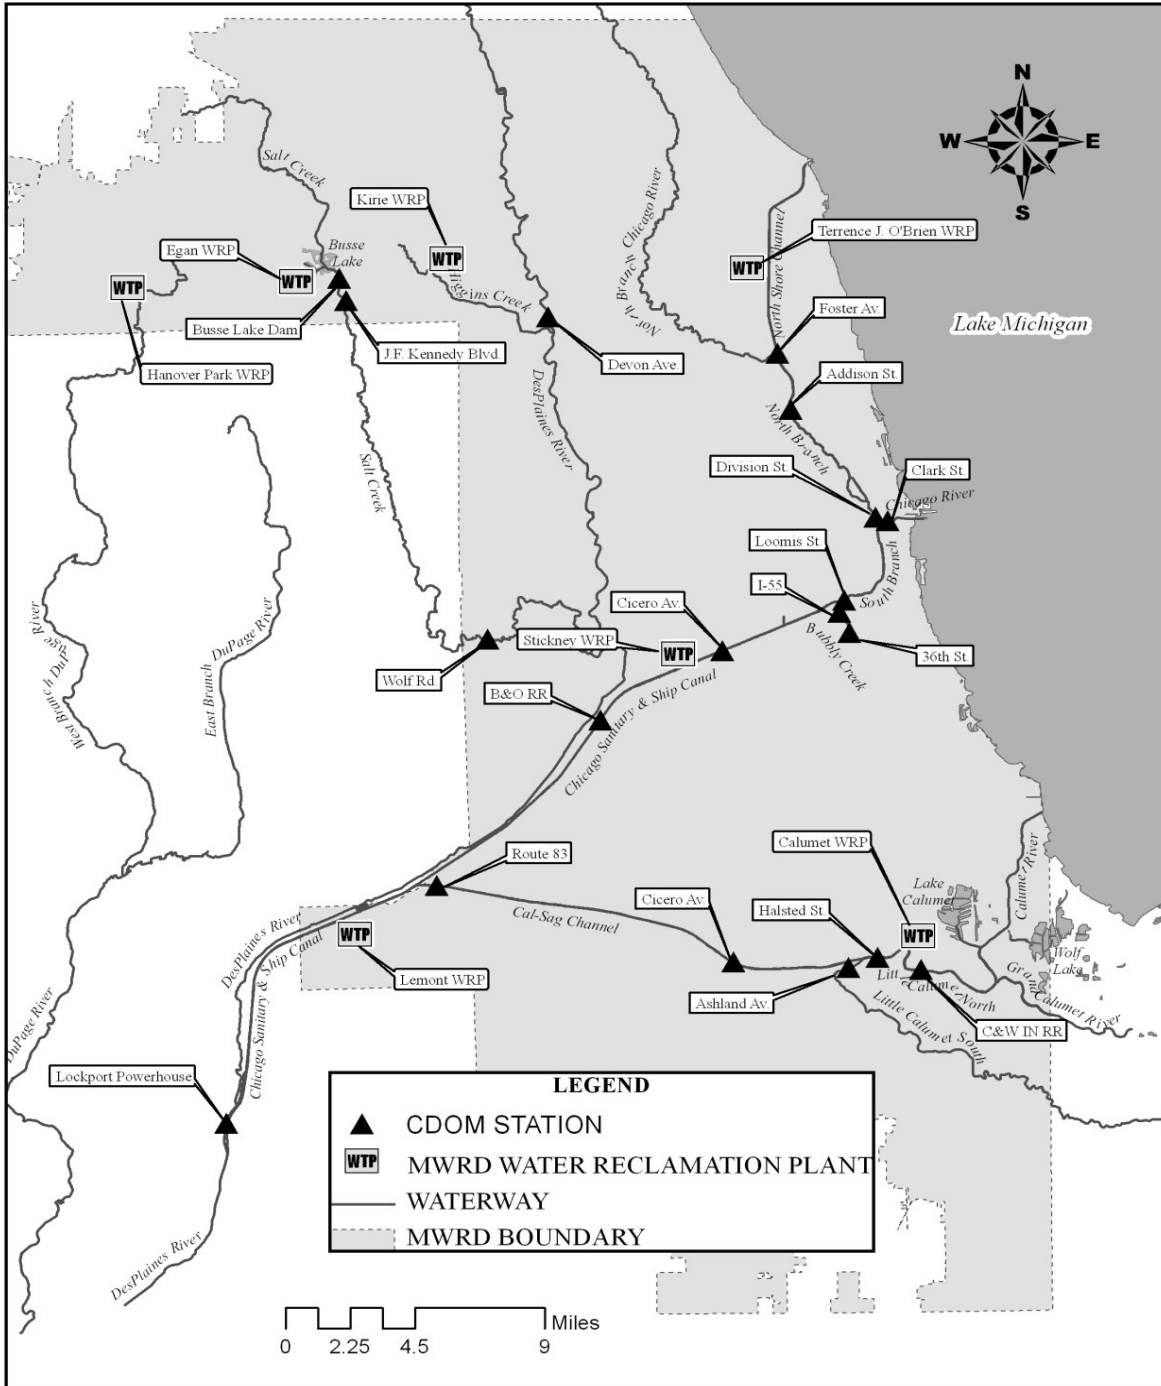 N
W
E
S
Salt Creek
Kirie WRP
North Branch Chicago River
North Shore Channel
Terrence J. O'Brien WRP
Egan WRP
Busse
Lake
WTP
WTP
WTP
WTP
Higgins Creek
Busse Lake Dam
J.F. Kennedy Blvd.
Hanover Park WRP
Devon Ave.
Foster Av.
Lake Michigan
Addison St.
DesPlaines River
North Branch
Salt Creek
Division St.
Clark St.
Chicago River
Loomis St.
I-55
South Branch
Cicero Av.
Bubbly Creek
36th St.
Stickney WRP
WTP
Wolf Rd.
B&O RR
Chicago Sanitary & Ship Canal
West Branch DuPage River
East Branch
DuPage River
Route 83
Calumet WRP
Cicero Av.
Halsted St.
Lake
Calumet
Calumet River
Cal-Sag Channel
WTP
WTP
Wolf
Lake
DesPlaines River
Chicago Sanitary & Ship Canal
Lemont WRP
Ashland Av.
Litt
Calumet North
Grand Calumet River
C&W IN RR
Little Calumet South
DuPage River
Lockport Powerhouse
DesPlaines River
LEGEND
CDOM STATION
WTP MWRD WATER RECLAMATION PLANT
WATERWAY
MWRD BOUNDARY
Miles
0 2.25 4.5 9